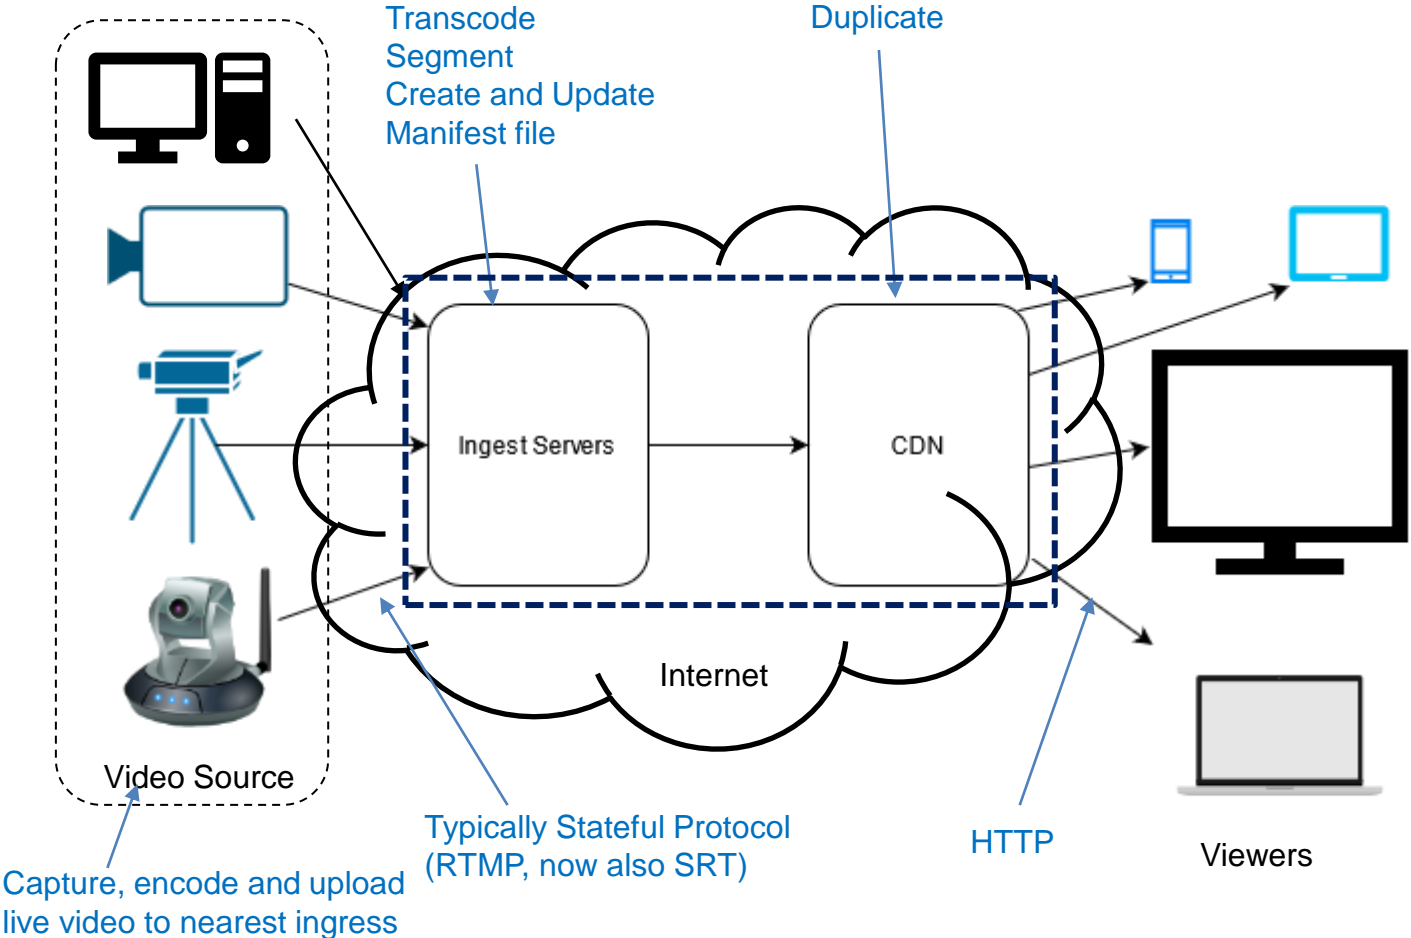 Transcode
Segment
Create and Update
Manifest file
Duplicate
Ingest Servers
CDN
Internet
Video Source
Typically Stateful Protocol
(RTMP, now also SRT)
HTTP
Viewers
Capture, encode and upload
live video to nearest ingress